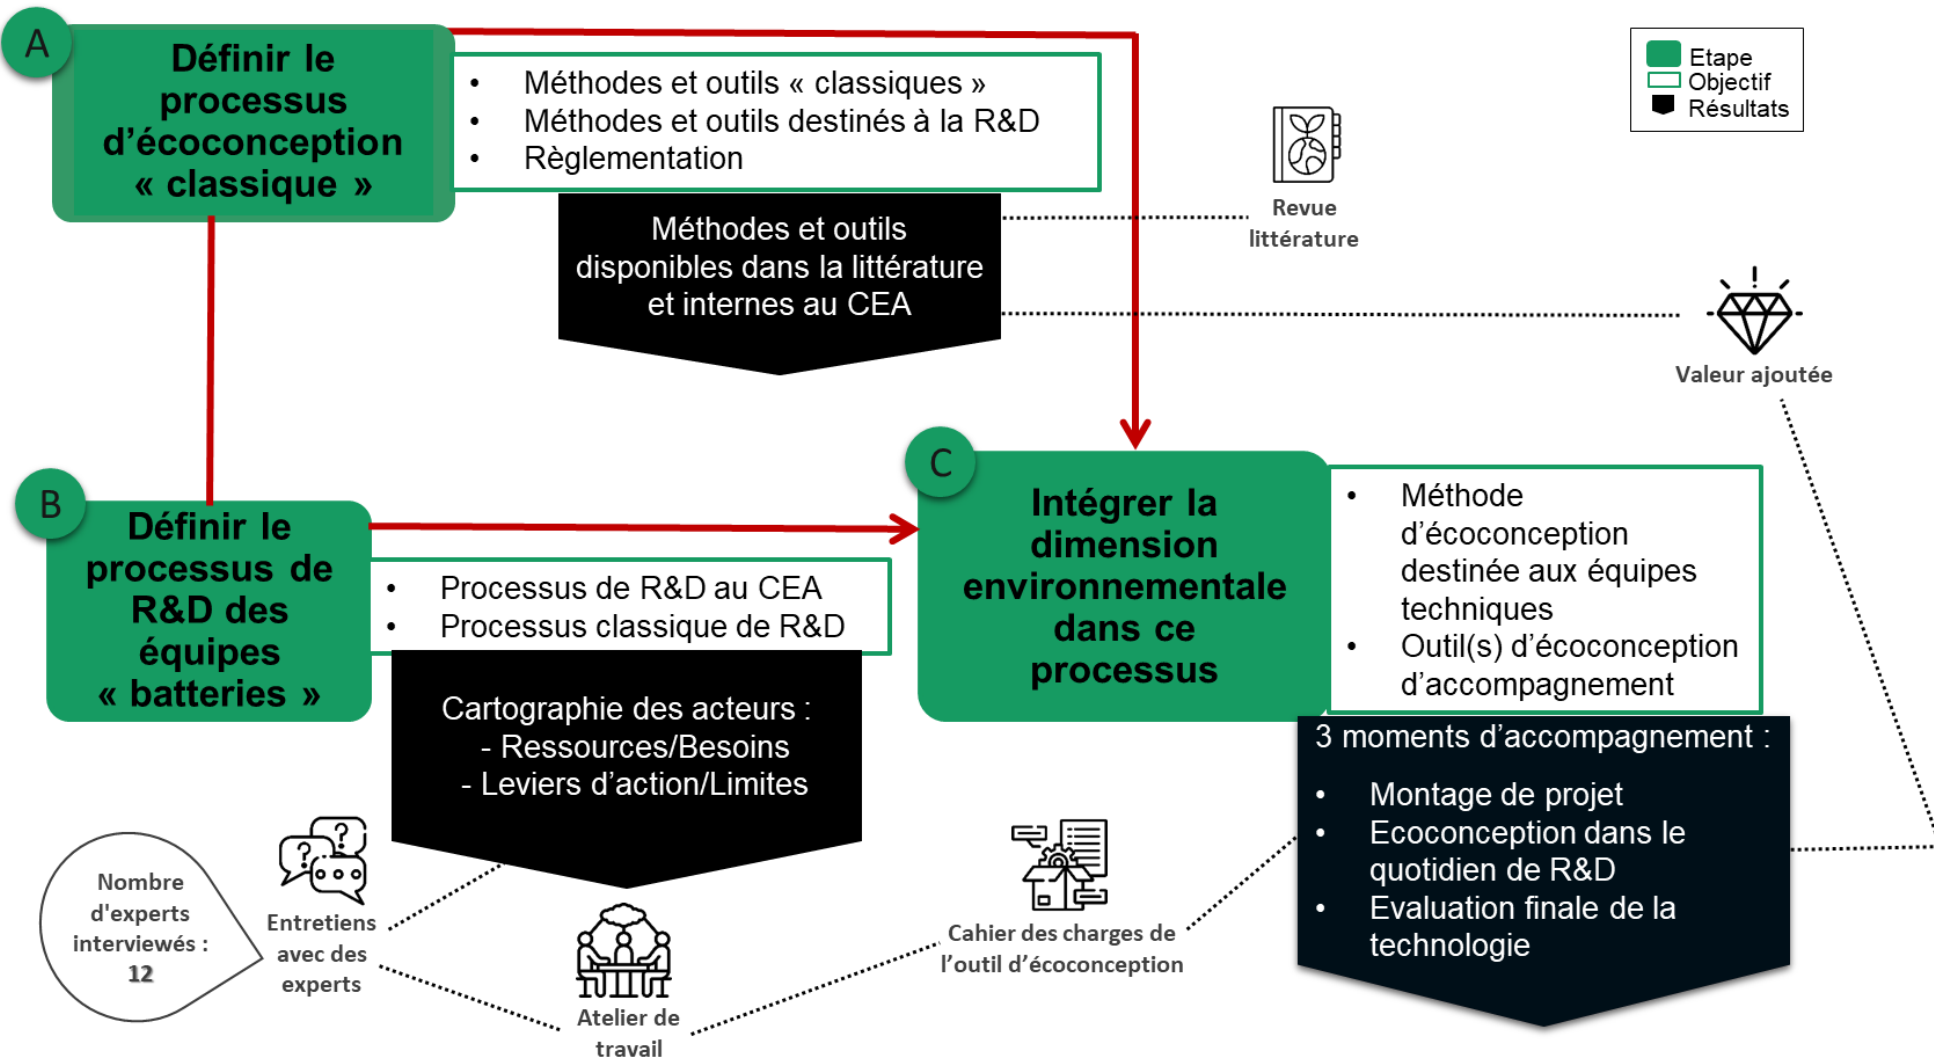 A
Définir le
processus
d’écoconception
« classique »
• Méthodes et outils « classiques »
• Méthodes et outils destinés à la R&D
• Règlementation
Méthodes et outils
disponibles dans la littérature
et internes au CEA
Revue
littérature
Etape
Objectif
Résultats
Valeur ajoutée
B
Définir le
processus de
R&D des
équipes
« batteries »
• Processus de R&D au CEA
• Processus classique de R&D
Cartographie des acteurs :
- Ressources/Besoins
- Leviers d’action/Limites
C
Intégrer la
dimension
environnementale
dans ce
processus
• Méthode
d’écoconception
destinée aux équipes
techniques
• Outil(s) d’écoconception
d’accompagnement
3 moments d’accompagnement :
• Montage de projet
• Ecoconception dans le
quotidien de R&D
• Evaluation finale de la
technologie
Nombre
d'experts
interviewés :
12
Entretiens
avec des
experts
Atelier de
travail
Cahier des charges de
l’outil d’écoconception